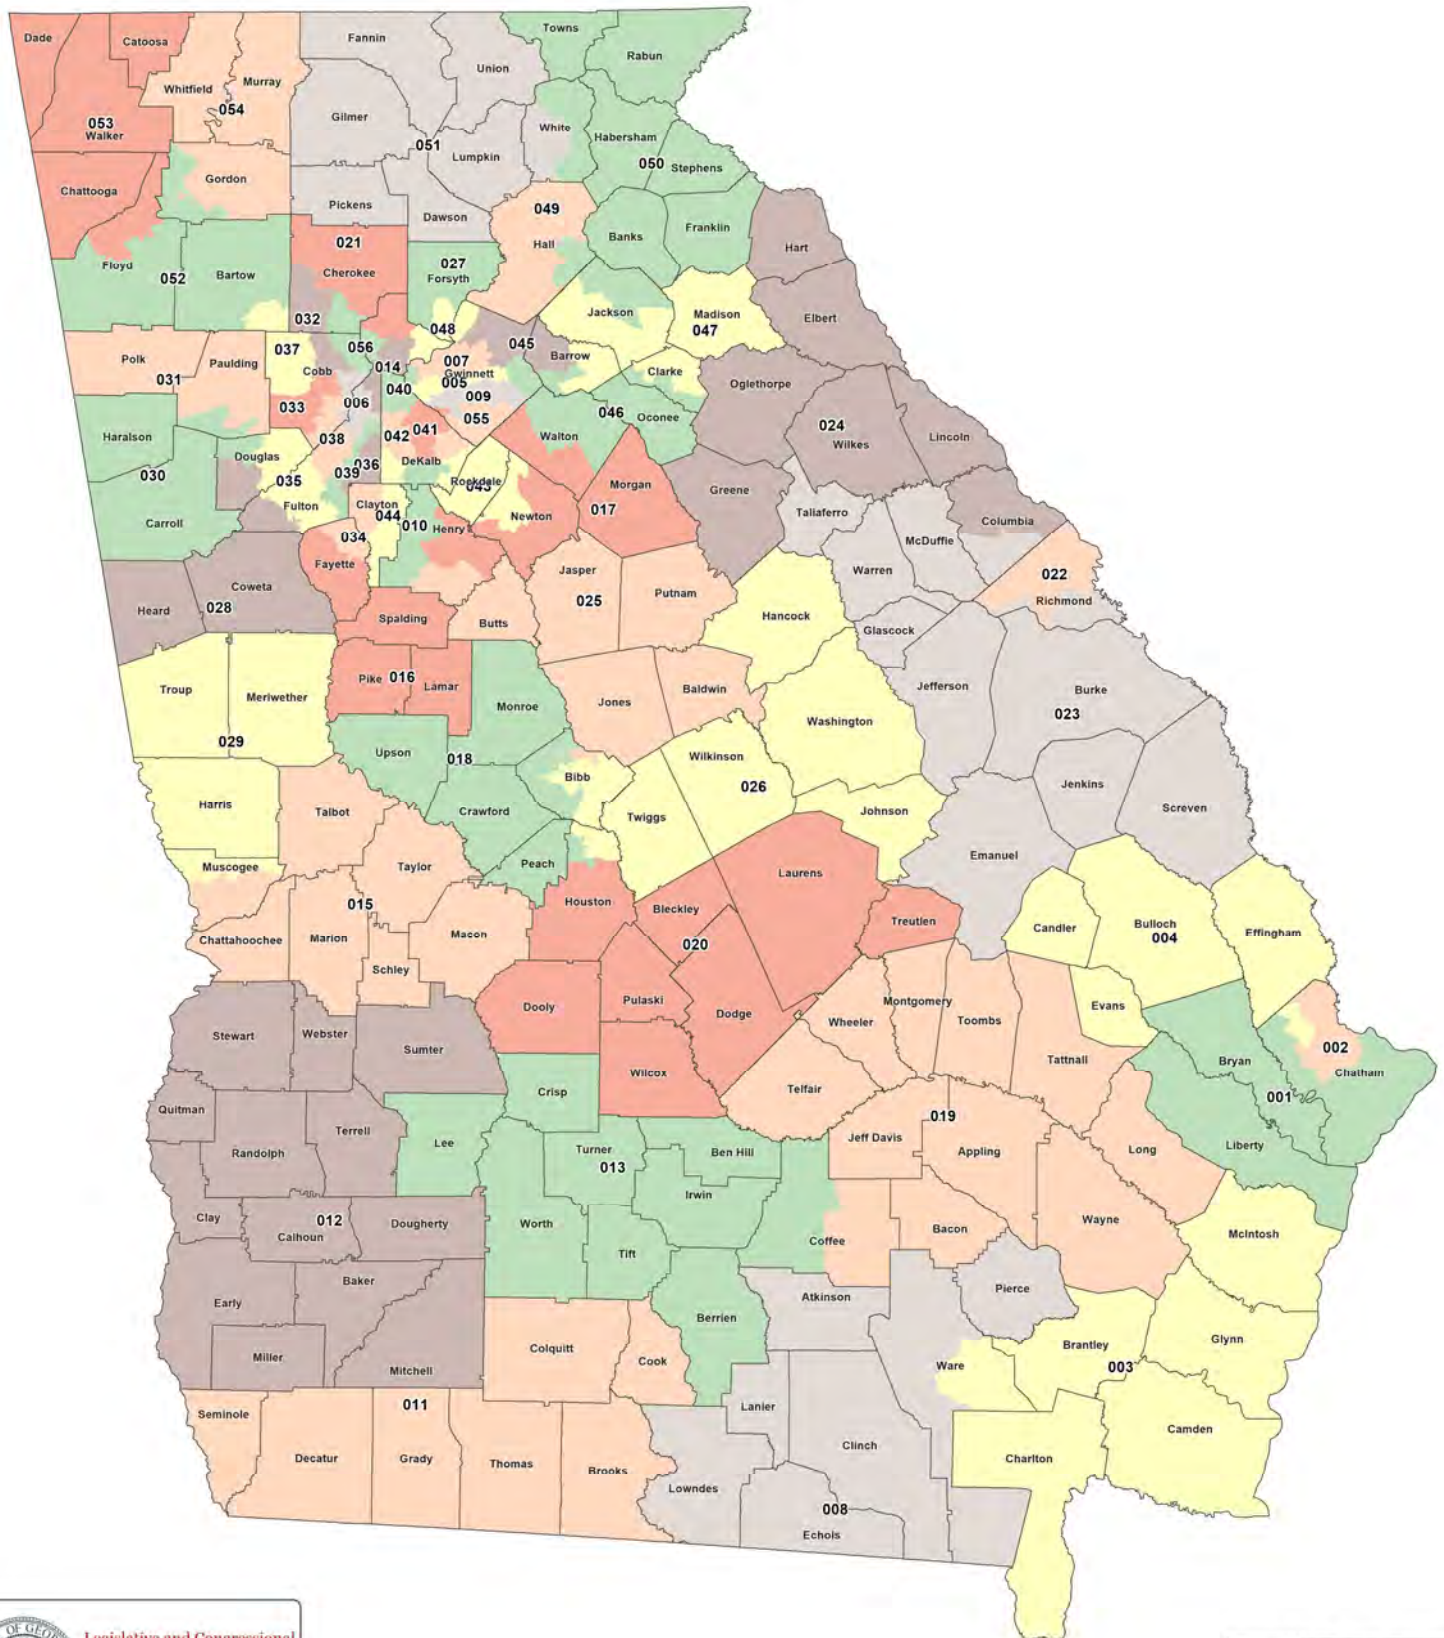 Dade
Catoosa
Fannin
Towns
Rabun
Union
Whitfield
Murray
054
053
Walker
Gilmer
White
Habersham
051
Lumpkin
050
Stephens
Chattooga
Gordon
Pickens
Dawson
049
Hall
Banks
Franklin
021
Cherokee
Hart
027
Forsyth
Floyd
052
Bartow
032
048
Jackson
Madison
047
Elbert
037
056
045
Barrow
Polk
Paulding
Cobb
014
007
Gwinnett
005
Clarke
031
040
009
Oglethorpe
033
006
055
046
Oconee
024
Wilkes
Lincoln
Haralson
038
042
041
Walton
Douglas
036
DeKalb
039
030
035
Rockdale
043
Morgan
Greene
Fulton
Clayton
044
Newton
017
Taliaferro
Columbia
Carroll
010
Henry
034
McDuffie
Fayette
Jasper
Warren
022
Richmond
Coweta
025
Putnam
Heard
028
Spalding
Butts
Hancock
Glascock
Pike
016
Lamar
Troup
Meriwether
Jones
Baldwin
Jefferson
Burke
Monroe
Washington
023
029
Upson
018
Wilkinson
Bibb
026
Jenkins
Harris
Talbot
Crawford
Twiggs
Johnson
Screven
Muscogee
Taylor
Peach
Emanuel
Laurens
015
Houston
Bleckley
Treutlen
Candler
Bulloch
004
Effingham
Chattahoochee
Marion
Macon
020
Schley
Dooly
Pulaski
Dodge
Wheeler
Montgomery
Toombs
Evans
Stewart
Webster
Sumter
Tattnall
002
Chatham
Bryan
Wilcox
Crisp
Telfair
001
Quitman
Terrell
Lee
019
Randolph
Turner
013
Ben Hill
Jeff Davis
Appling
Long
Liberty
Irwin
Clay
012
Calhoun
Dougherty
Worth
Tift
Coffee
Bacon
Wayne
McIntosh
Baker
Early
Atkinson
Pierce
Berrien
Miller
Mitchell
Colquitt
Cook
Ware
Brantley
003
Glynn
011
Seminole
Lanier
Camden
Decatur
Grady
Thomas
Brooks
Clinch
Charlton
Lowndes
008
Echols
OF GEO
Legislative and Congressional